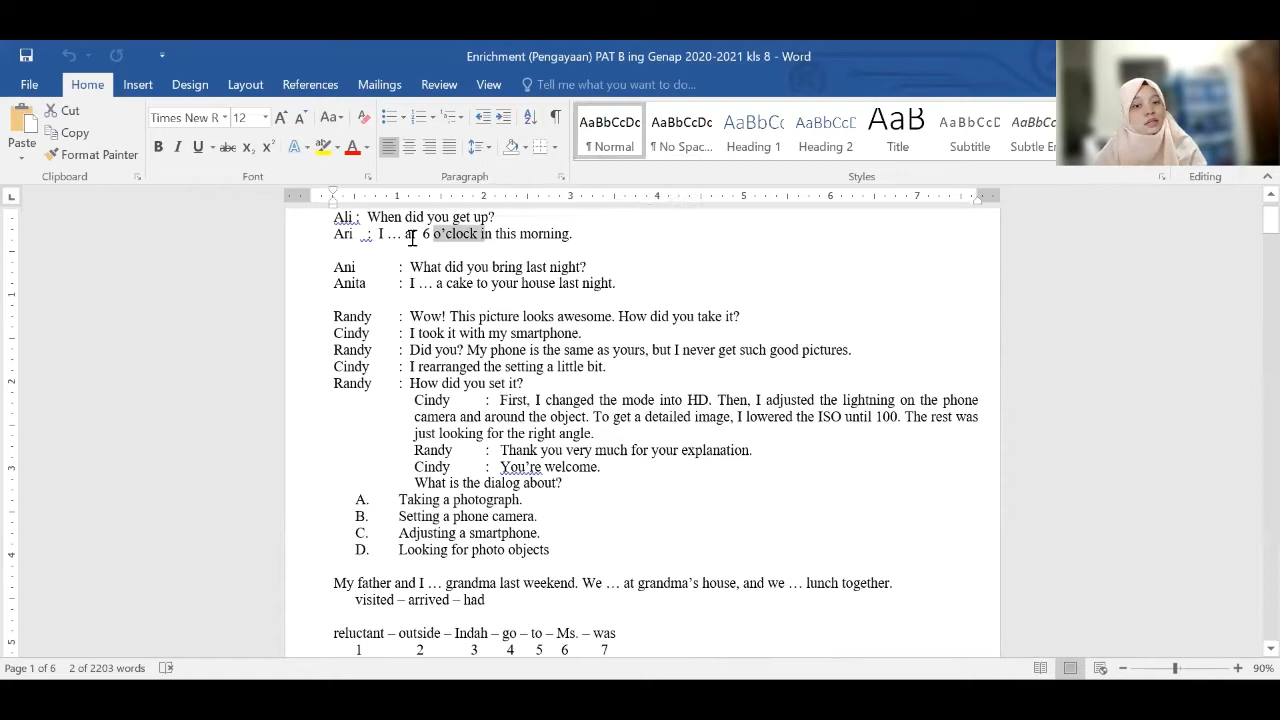 Enrichment (Pengayaan) PAT B ing Genap 2020-2021 kls 8 - Word
File Home Insert Design Layout References Mailings Review View Tell me what you want to do...
Paste
Cut
Copy
Format Painter
Times New R 12
AaBbCcDc AaBbCcDc AaBbC AaBbCcC AaB AaBbCcD AaBbCc
¶ Normal ¶ No Spac... Heading 1 Heading 2 Title Subtitle Subtle
Clipboard Font Paragraph Styles Editing
1 2 3 4 5 6 7
Ali : When did you get up?
Ari : I … at 6 o’clock in this morning.
Ani : What did you bring last night?
Anita : I … a cake to your house last night.
Randy : Wow! This picture looks awesome. How did you take it?
Cindy : I took it with my smartphone.
Randy : Did you? My phone is the same as yours, but I never get such good pictures.
Cindy : I rearranged the setting a little bit.
Randy : How did you set it?
Cindy : First, I changed the mode into HD. Then, I adjusted the lightning on the phone
camera and around the object. To get a detailed image, I lowered the ISO until 100. The rest was
just looking for the right angle.
Randy : Thank you very much for your explanation.
Cindy : You’re welcome.
What is the dialog about?
A. Taking a photograph.
B. Setting a phone camera.
C. Adjusting a smartphone.
D. Looking for photo objects
My father and I … grandma last weekend. We … at grandma’s house, and we … lunch together.
visited – arrived – had
reluctant – outside – Indah – go – to – Ms. – was
1 2 3 4 5 6 7
Page 1 of 6 2 of 2203 words 90%